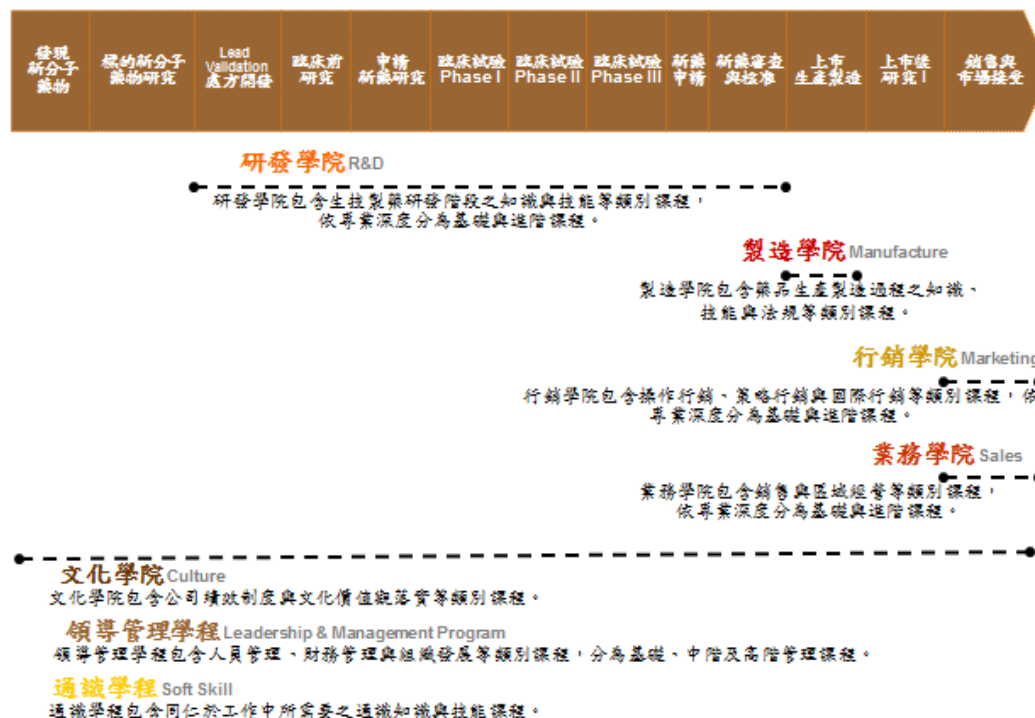 發現
新分子
藥物
標的新分子
藥物研究
Lead
Validation
處方開發
臨床前
研究
申請
新藥研究
臨床試驗
Phase I
臨床試驗
Phase II
臨床試驗
Phase III
新藥
申請
新藥審查
與核准
上市
生產製造
上市後
研究 I
銷售與
市場接受
研發學院 R&D
研發學院包含生技製藥研發階段之知識與技能等類別課程，
依專業深度分為基礎與進階課程。
製造學院 Manufacture
製造學院包含藥品生產製造過程之知識、
技能與法規等類別課程。
行銷學院 Marketing
行銷學院包含操作行銷、策略行銷與國際行銷等類別課程，依
專業深度分為基礎與進階課程。
業務學院 Sales
業務學院包含銷售與區域經營等類別課程，
依專業深度分為基礎與進階課程。
文化學院 Culture
文化學院包含公司績效制度與文化價值觀落實等類別課程。
領導管理學程 Leadership & Management Program
領導管理學程包含人員管理、財務管理與組織發展等類別課程，分為基礎、中階及高階管理課程。
通識學程 Soft Skill
通識學程包含同仁於工作中所需要之通識知識與技能課程。